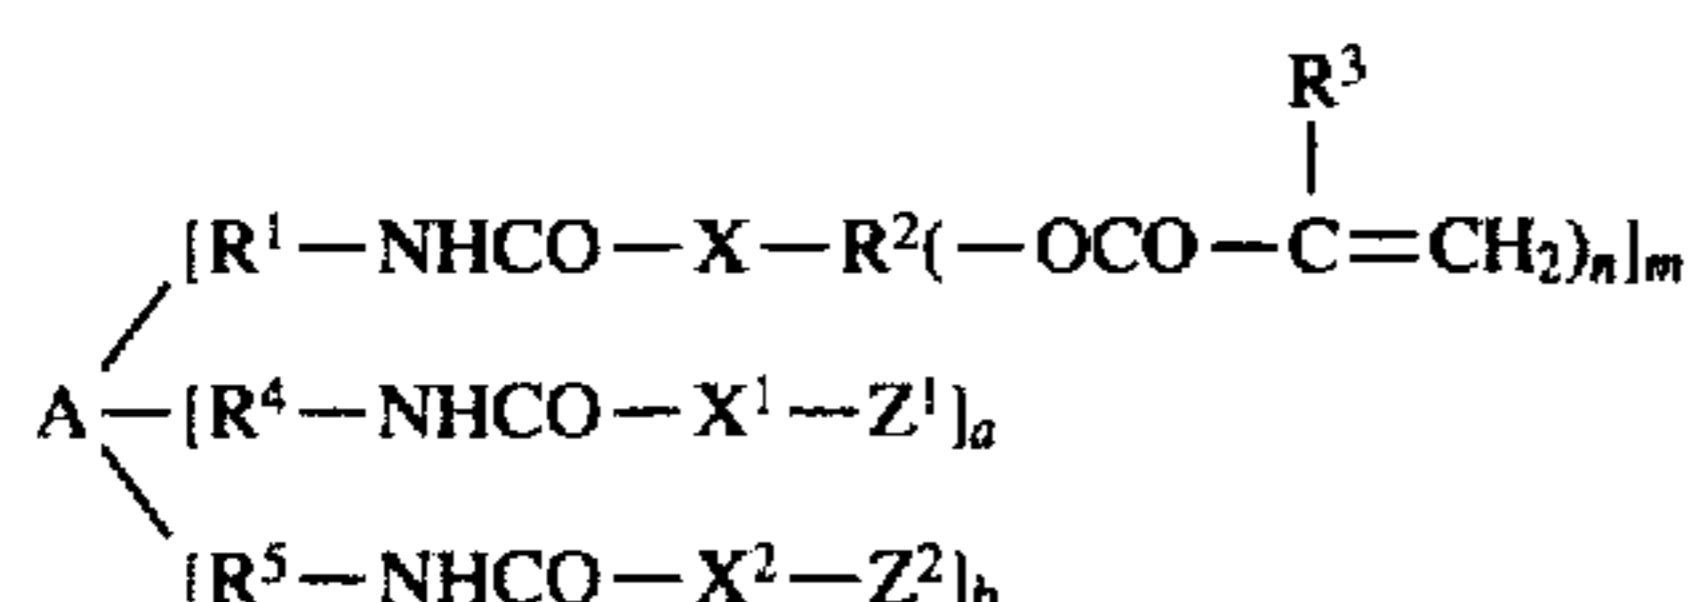 R³
[R¹—NHCO—X—R²(—OCO—C=CH₂)ₙ]ₘ
A—[R⁴—NHCO—X¹—Z¹]ₐ
[R⁵—NHCO—X²—Z²]b